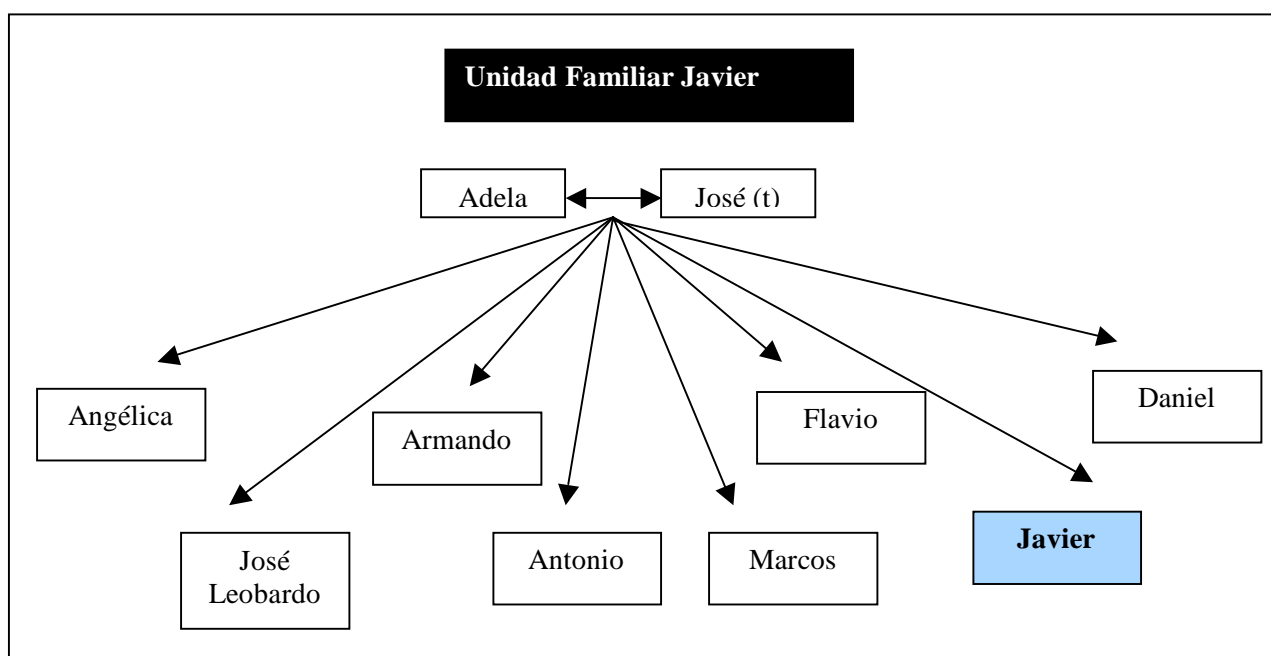 Unidad Familiar Javier
Adela
José (t)
Angélica
Armando
Flavio
Daniel
José
Leobardo
Antonio
Marcos
Javier